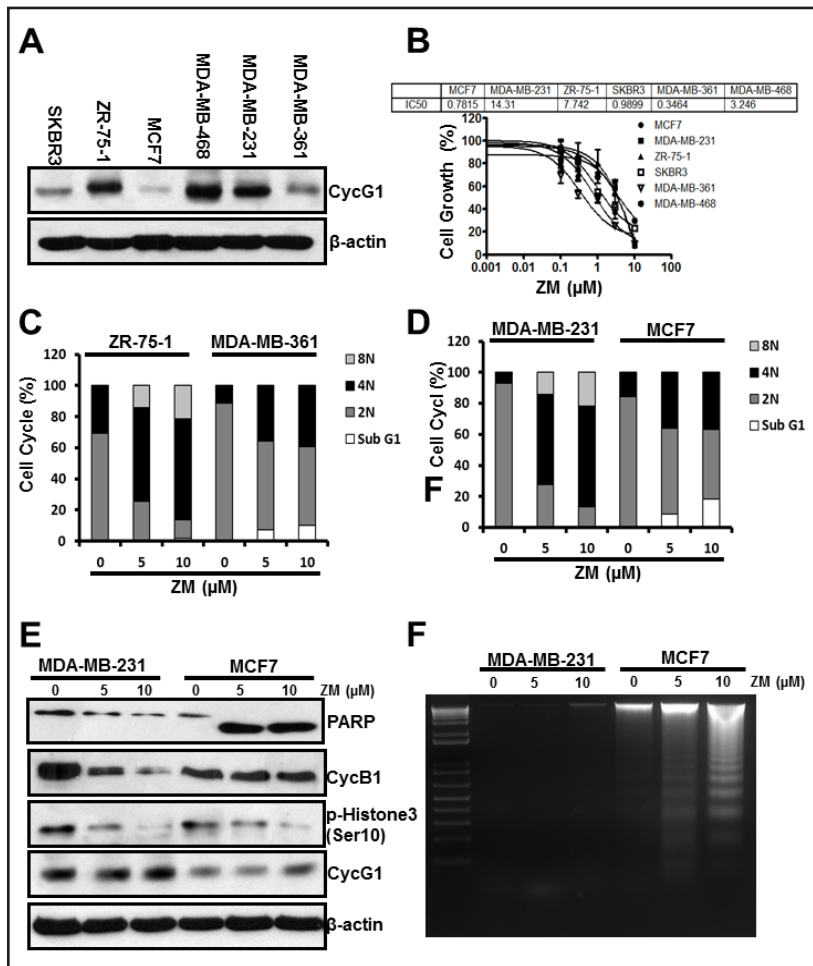 A
SKBR3
ZR-75-1
MCF7
MDA-MB-468
MDA-MB-231
MDA-MB-361
CycG1
β-actin
B
MCF7 MDA-MB-231 ZR-75-1 SKBR3 MDA-MB-361 MDA-MB-468
IC50 0.7815 14.31 7.742 0.9899 0.3464 3.246
Cell Growth (%)
120
100
80
60
40
20
0
0.001 0.01 0.1 1 10 100
ZM (µM)
MCF7
MDA-MB-231
ZR-75-1
SKBR3
MDA-MB-361
MDA-MB-468
C
ZR-75-1 MDA-MB-361
Cell Cycle (%)
120
100
80
60
40
20
0
0 5 10 0 5 10
ZM (µM)
8N
4N
2N
Sub G1
D
MDA-MB-231 MCF7
Cell Cycl (%)
120
100
80
60
40
20
0
F
0 5 10 0 5 10
ZM (µM)
8N
4N
2N
Sub G1
E
MDA-MB-231 MCF7
0 5 10 0 5 10 ZM (µM)
PARP
CycB1
p-Histone3
(Ser10)
CycG1
β-actin
F
MDA-MB-231 MCF7
0 5 10 0 5 10 ZM (µM)